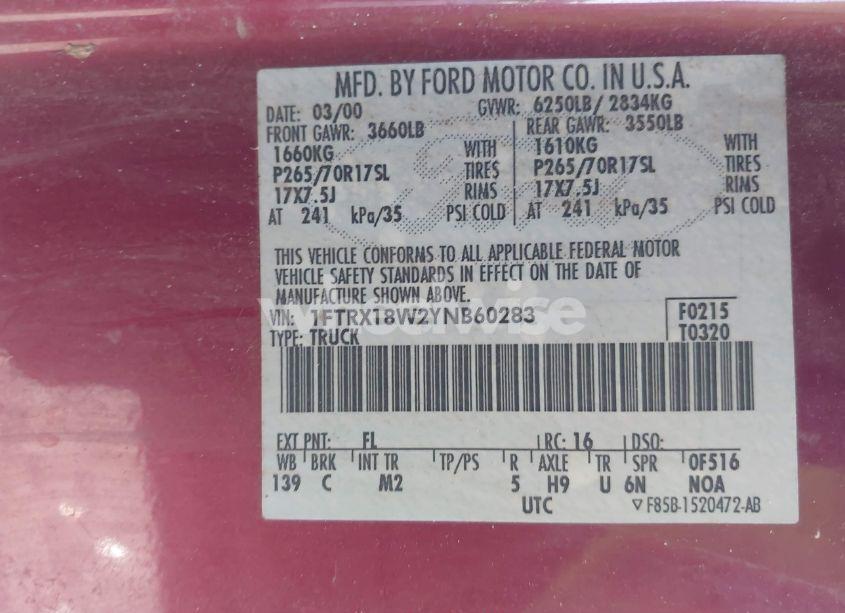 MFD. BY FORD MOTOR CO. IN U.S.A.
DATE: 03/00 GVWR: 6250LB/ 2834KG
FRONT GAWR: 3660LB REAR GAWR: 3550LB
1660KG WITH 1610KG WITH
P265/70R17SL TIRES P265/70R17SL TIRES
17X7.5J RIMS 17X7.5J RIMS
AT 241 kPa/35 PSI COLD AT 241 kPa/35 PSI COLD
THIS VEHICLE CONFORMS TO ALL APPLICABLE FEDERAL MOTOR
VEHICLE SAFETY STANDARDS IN EFFECT ON THE DATE OF
MANUFACTURE SHOWN ABOVE.
VIN: 1FTRX18W2YNB60283 F0215
TYPE: TRUCK T0320
EXT PNT: FL RC: 16 DSO:
WB BRK INT TR TP/PS R AXLE TR SPR 0F516
139 C M2 5 H9 U 6N NOA
UTC ▽ F85B-1520472-AB